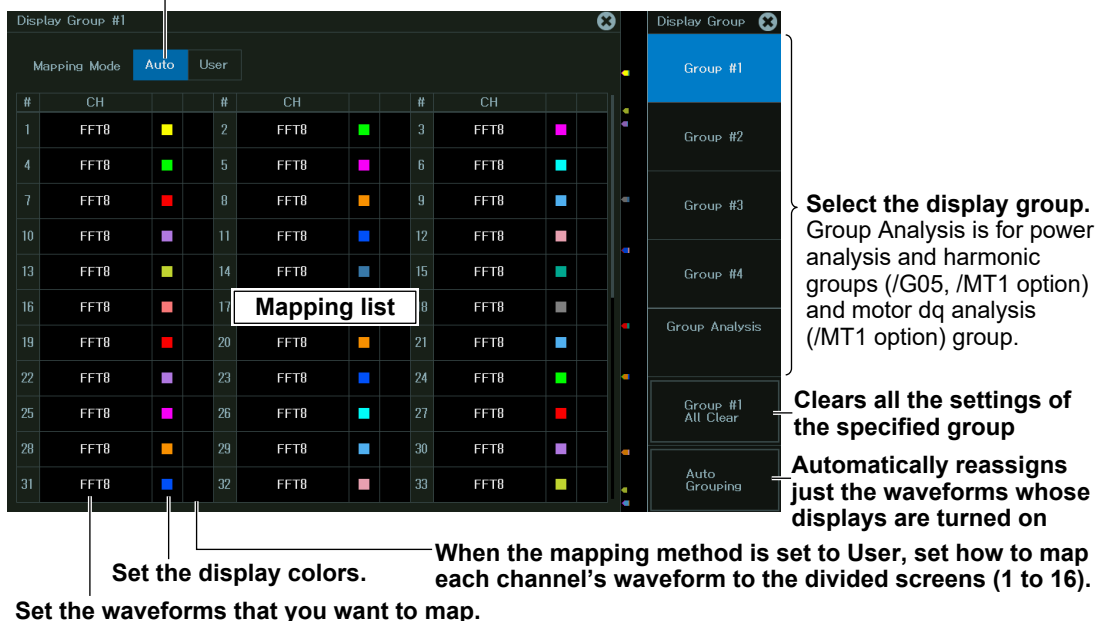 Display Group #1
Display Group
Mapping Mode Auto User
# CH # CH # CH
1 FFT8 2 FFT8 3 FFT8
4 FFT8 5 FFT8 6 FFT8
7 FFT8 8 FFT8 9 FFT8
10 FFT8 11 FFT8 12 FFT8
13 FFT8 14 FFT8 15 FFT8
16 FFT8 17 Mapping list 8
19 FFT8 20 FFT8 21 FFT8
22 FFT8 23 FFT8 24 FFT8
25 FFT8 26 FFT8 27 FFT8
28 FFT8 29 FFT8 30 FFT8
31 FFT8 32 FFT8 33 FFT8
Group #1
Group #2
Group #3
Group #4
Group Analysis
Group #1
All Clear
Auto
Grouping
Select the display group.
Group Analysis is for power
analysis and harmonic
groups (/G05, /MT1 option)
and motor dq analysis
(/MT1 option) group.
Clears all the settings of
the specified group
Automatically reassigns
just the waveforms whose
displays are turned on
When the mapping method is set to User, set how to map
each channel's waveform to the divided screens (1 to 16).
Set the display colors.
Set the waveforms that you want to map.